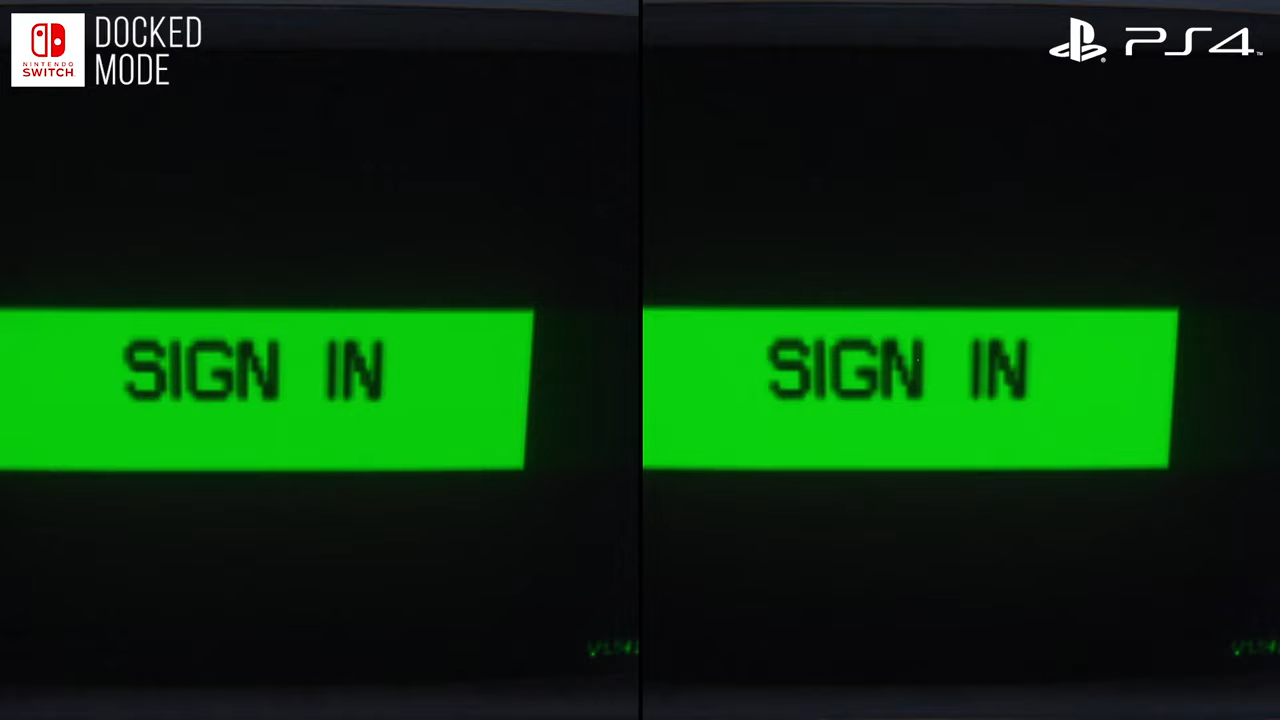 NINTENDO
SWITCH
DOCKED
MODE
PS4
SIGN IN
SIGN IN